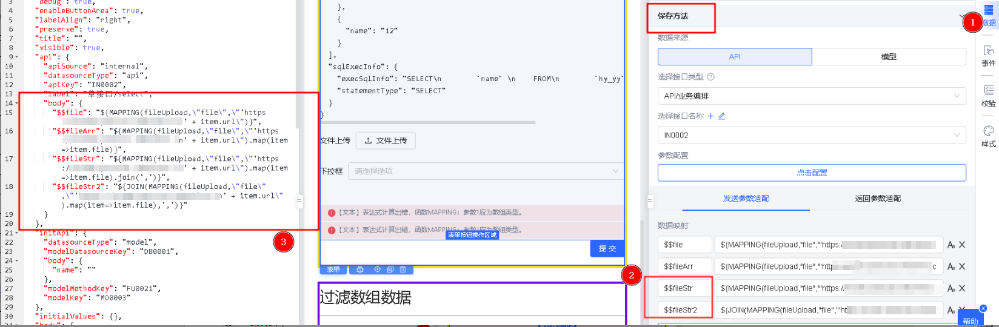 3 "debug": true,
4 "enableButtonArea": true,
5 "labelAlign": "right",
6 "preserve": true,
7 "title": "",
8 "visible": true,
9 "api": {
10 "apiSource": "internal",
11 "datasourceType": "api",
12 "apiKey": "IN0002",
13 "label": "单接口/select",
14 "body": {
15 "$$file": "${MAPPING(fileUpload,\"file\",\"'https
' + item.url\")}",
16 "$$fileArr": "${MAPPING(fileUpload,\"file\",\"'https
n' + item.url\").map(item
=>item.file)}",
17 "$$fileStr": "${MAPPING(fileUpload,\"file\",\"'https
:/' + item.url\").map(item
=>item.file).join(',')}",
18 "$$fileStr2": "${JOIN(MAPPING(fileUpload,\"file\"
,\"'n' + item.url\"
).map(item=>item.file),',')}"
19 }
20 },
21 "initApi": {
22 "datasourceType": "model",
23 "modelDatasourceKey": "DB0001",
24 "body": {
25 "name": ""
26 },
27 "modelMethodKey": "FU0021",
28 "modelKey": "MO0003"
29 },
30 "initialValues": {},
31 "body": [
3
},
{
"name": "12"
}
],
"sqlExecInfo": {
"execSqlInfo": "SELECT\n `name` \n FROM\n `hy_yy`
"statementType": "SELECT"
}
}
文件上传 文件上传
下拉框 请选择选项
【文本】表达式计算出错，函数MAPPING：参数1应为数组类型。
【文本】表达式计算出错，函数MAPPING：参数1应为数组类型。
表单按钮操作区域
提 交
表单
2
过滤数组数据
保存方法
1
数据来源
API 模型
选择接口类型
API/业务编排
选择接口名称
IN0002
参数配置
点击配置
发送参数适配 返回参数适配
数据映射
$$file ${MAPPING(fileUpload,"file","'https:/
$$fileArr ${MAPPING(fileUpload,"file","'http
$$fileStr ${MAPPING(fileUpload,"file","'https:/
$$fileStr2 ${JOIN(MAPPING(fileUpload,"file","'ht
数据
事件
校验
样式
帮助